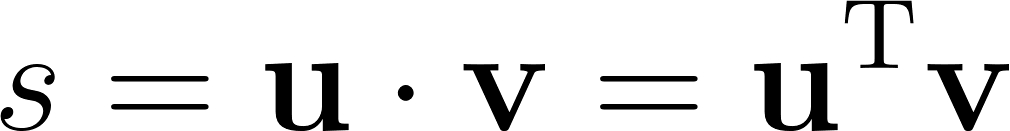 s = u · v = uᵀv